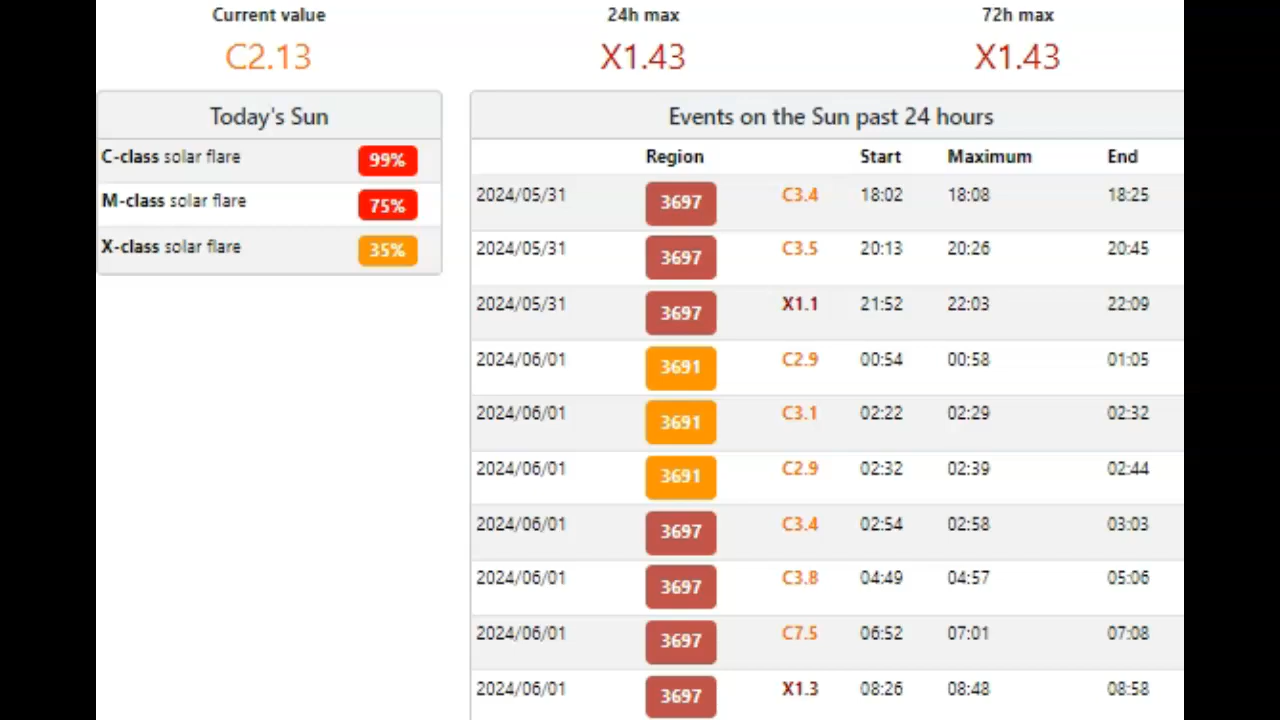 Current value 24h max 72h max
C2.13 X1.43 X1.43
Today's Sun
C-class solar flare 99%
M-class solar flare 75%
X-class solar flare 35%
Events on the Sun past 24 hours
Region Start Maximum End
2024/05/31 3697 C3.4 18:02 18:08 18:25
2024/05/31 3697 C3.5 20:13 20:26 20:45
2024/05/31 3697 X1.1 21:52 22:03 22:09
2024/06/01 3691 C2.9 00:54 00:58 01:05
2024/06/01 3691 C3.1 02:22 02:29 02:32
2024/06/01 3691 C2.9 02:32 02:39 02:44
2024/06/01 3697 C3.4 02:54 02:58 03:03
2024/06/01 3697 C3.8 04:49 04:57 05:06
2024/06/01 3697 C7.5 06:52 07:01 07:08
2024/06/01 3697 X1.3 08:26 08:48 08:58